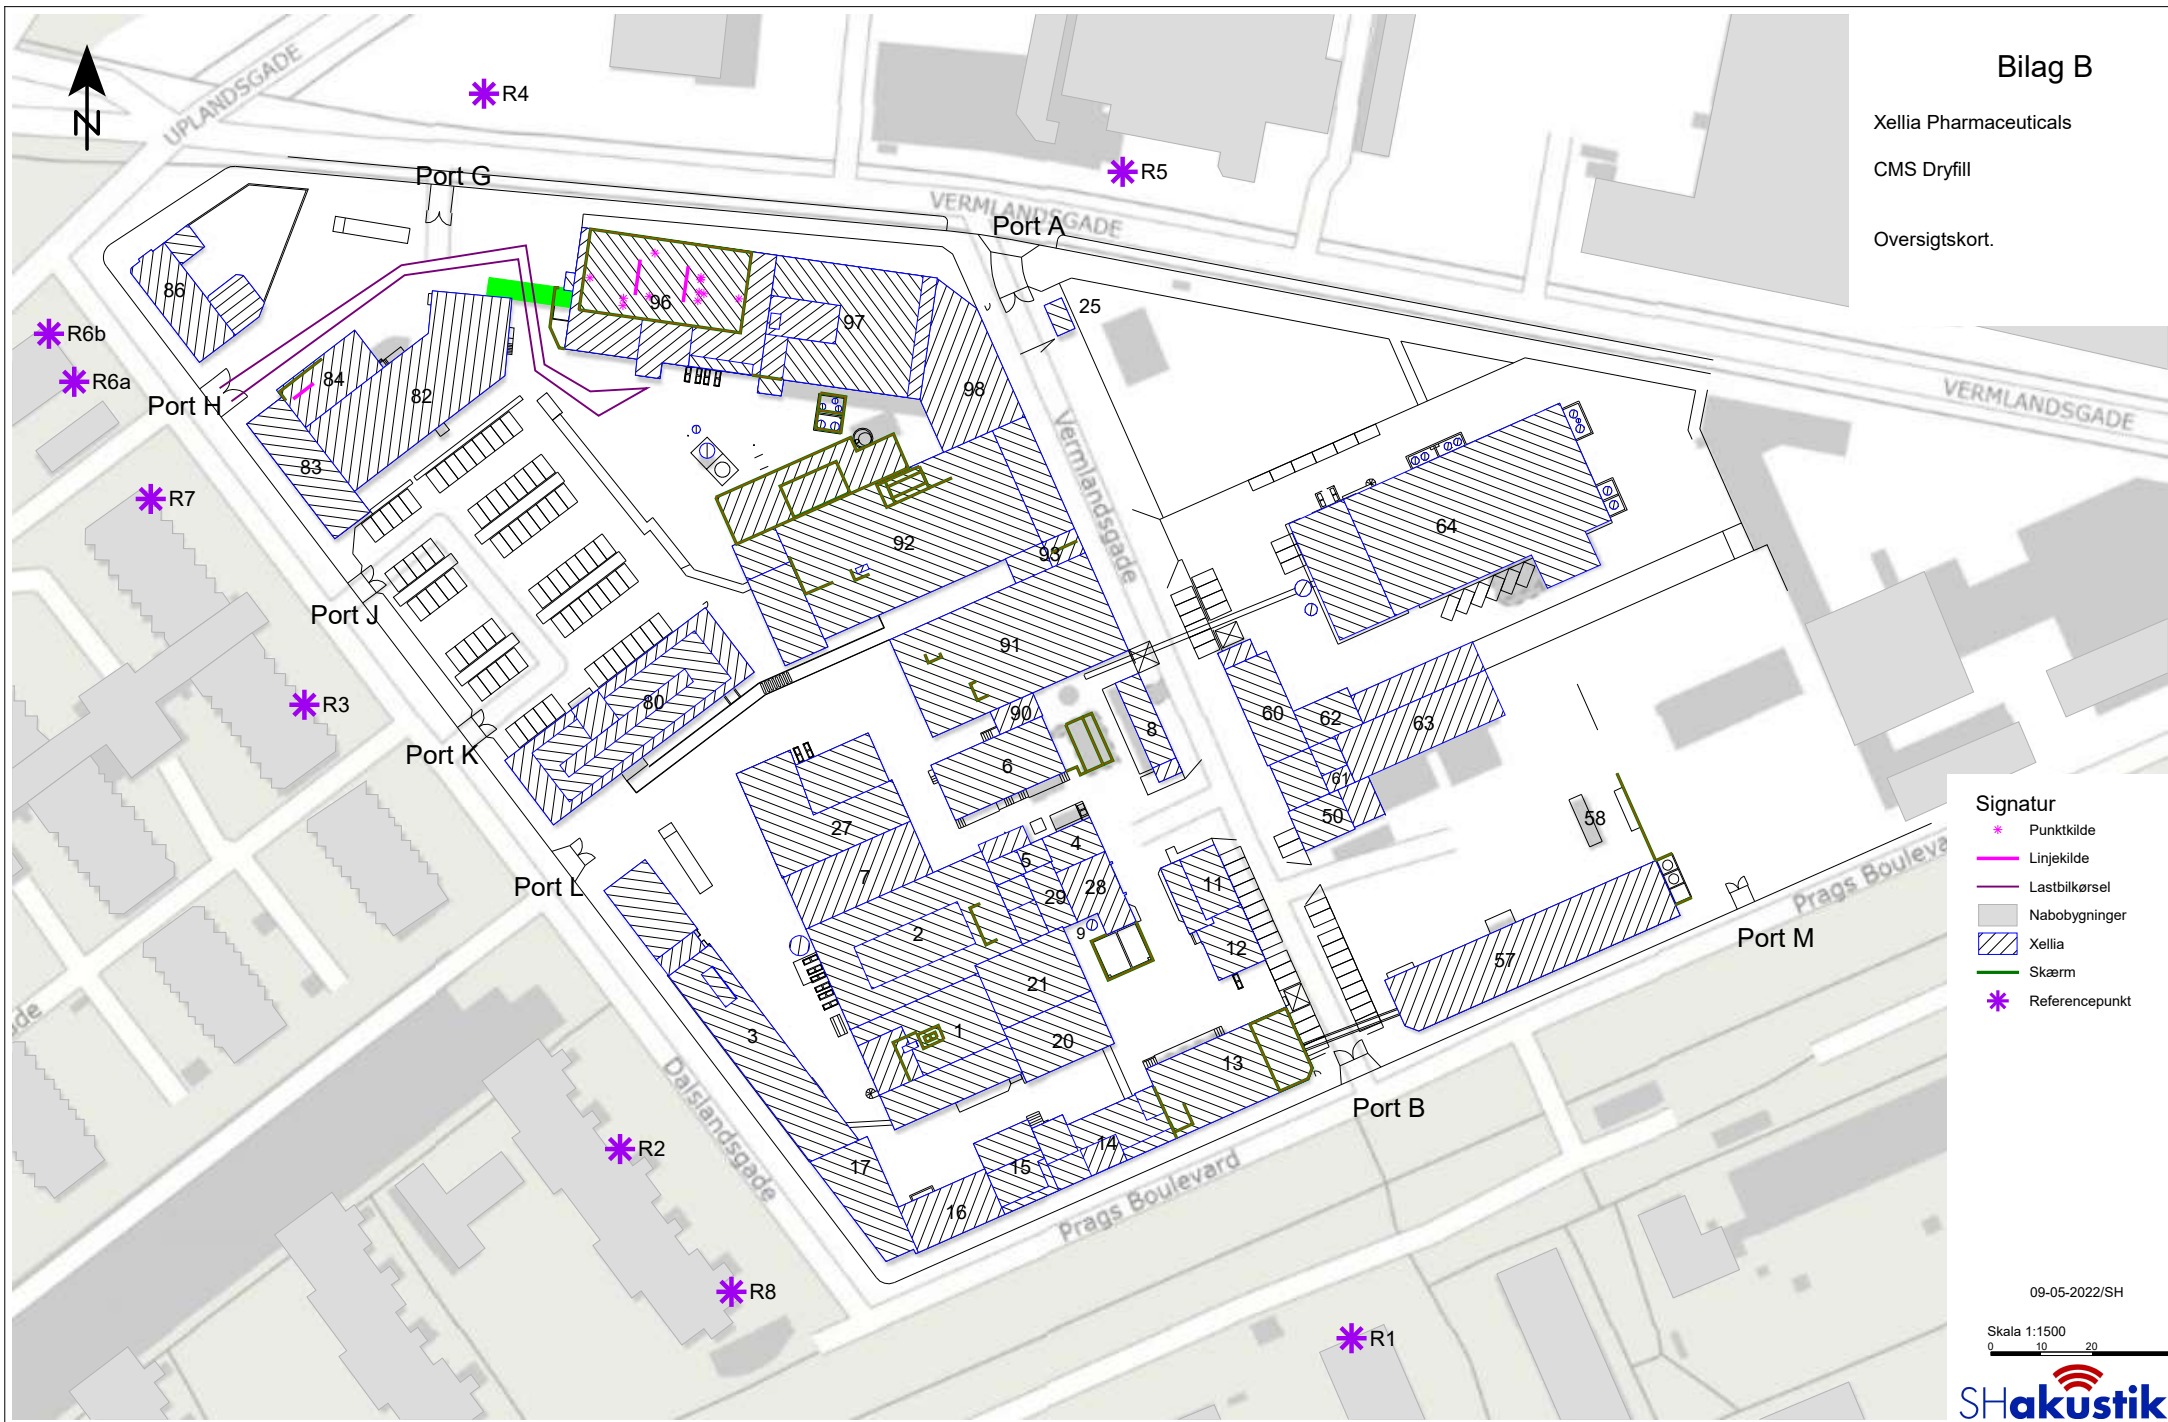 Bilag B
Xellia Pharmaceuticals
CMS Dryfill
Oversigtskort.
UPLANDSGADE
R4
Port G
R5
VERMLANDSGADE
Port A
86
96
97
25
R6b
R6a
Port H
84
82
98
VERMLANDSGADE
83
R7
Vermlandsgade
64
92
93
Port J
91
R3
80
90
8
60
62
63
Port K
6
61
50
58
27
4
5
7
28
29
11
Port L
Signatur
Punktkilde
Linjekilde
Lastbilkørsel
Nabobygninger
Xellia
Skærm
Referencepunkt
Prags Bouleva
Port M
2
9
12
57
21
3
1
20
13
Dalslandsgade
Port B
R2
14
15
17
16
Prags Boulevard
R8
R1
09-05-2022/SH
Skala 1:1500
0 10 20
SHakustik